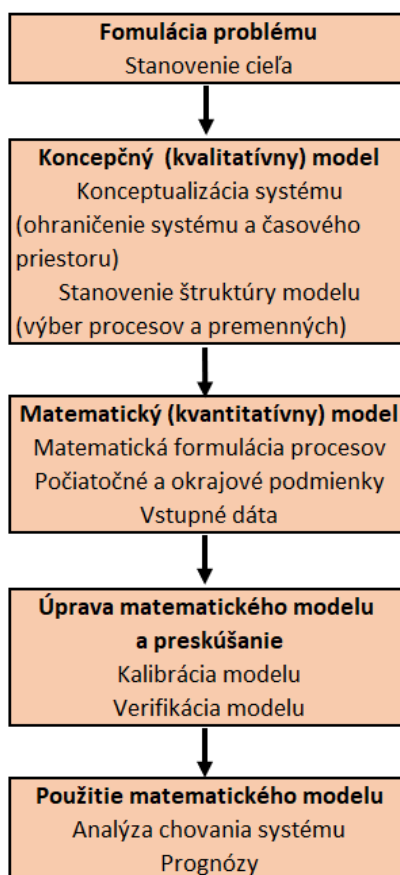 Fomulácia problému
Stanovenie cieľa
Koncepčný (kvalitatívny) model
Konceptualizácia systému
(ohraničenie systému a časového
priestoru)
Stanovenie štruktúry modelu
(výber procesov a premenných)
Matematický (kvantitatívny) model
Matematická formulácia procesov
Počiatočné a okrajové podmienky
Vstupné dáta
Úprava matematického modelu
a preskúšanie
Kalibrácia modelu
Verifikácia modelu
Použitie matematického modelu
Analýza chovania systému
Prognózy